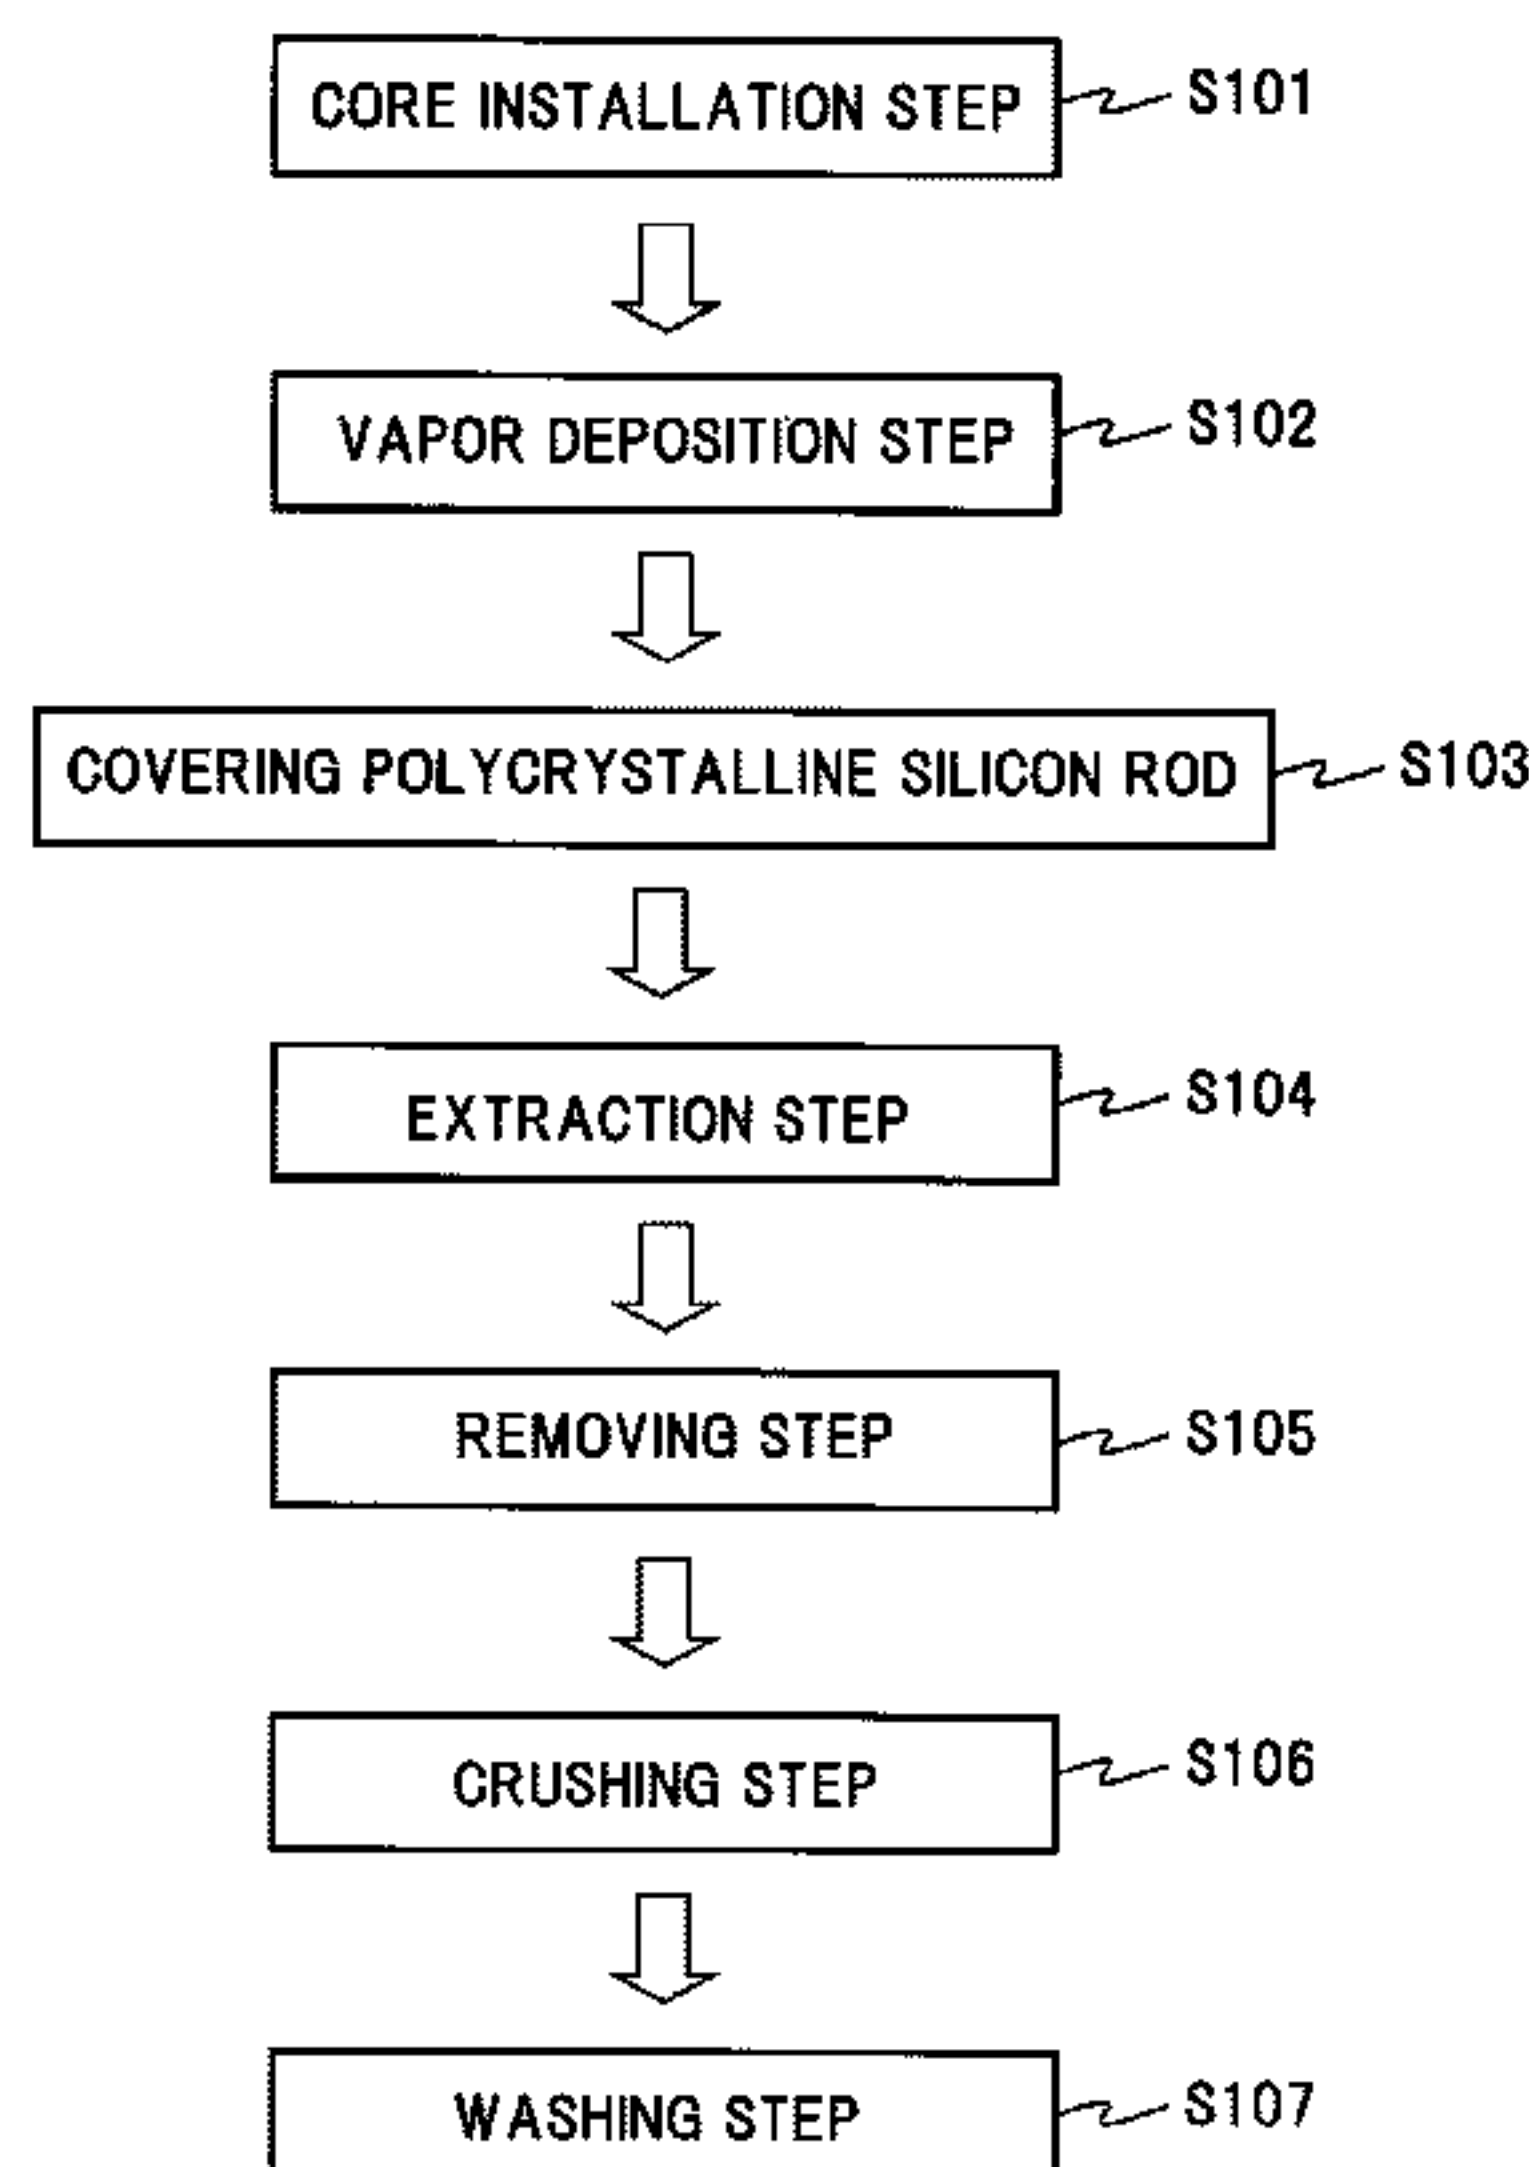 CORE INSTALLATION STEP S101
VAPOR DEPOSITION STEP S102
COVERING POLYCRYSTALLINE SILICON ROD S103
EXTRACTION STEP S104
REMOVING STEP S105
CRUSHING STEP S106
WASHING STEP S107